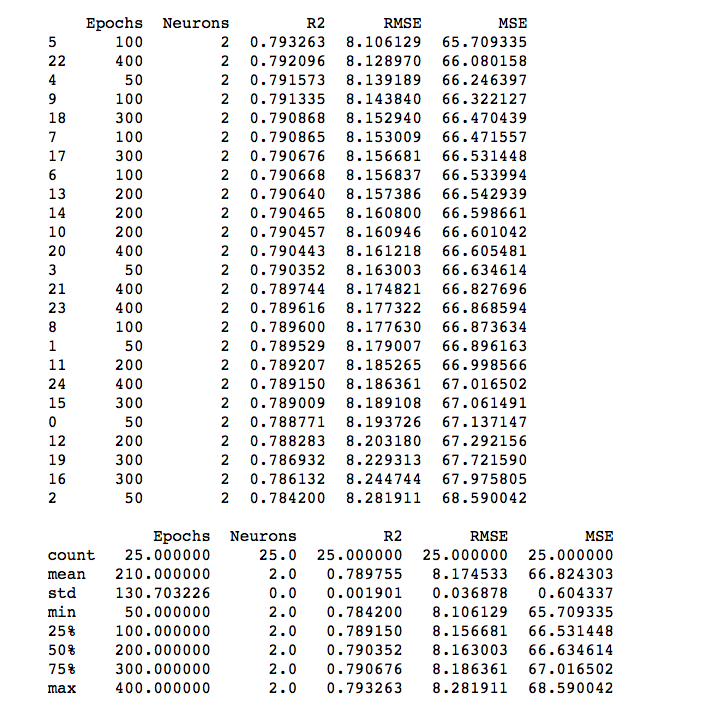 Epochs Neurons R2 RMSE MSE
5 100 2 0.793263 8.106129 65.709335
22 400 2 0.792096 8.128970 66.080158
4 50 2 0.791573 8.139189 66.246397
9 100 2 0.791335 8.143840 66.322127
18 300 2 0.790868 8.152940 66.470439
7 100 2 0.790865 8.153009 66.471557
17 300 2 0.790676 8.156681 66.531448
6 100 2 0.790668 8.156837 66.533994
13 200 2 0.790640 8.157386 66.542939
14 200 2 0.790465 8.160800 66.598661
10 200 2 0.790457 8.160946 66.601042
20 400 2 0.790443 8.161218 66.605481
3 50 2 0.790352 8.163003 66.634614
21 400 2 0.789744 8.174821 66.827696
23 400 2 0.789616 8.177322 66.868594
8 100 2 0.789600 8.177630 66.873634
1 50 2 0.789529 8.179007 66.896163
11 200 2 0.789207 8.185265 66.998566
24 400 2 0.789150 8.186361 67.016502
15 300 2 0.789009 8.189108 67.061491
0 50 2 0.788771 8.193726 67.137147
12 200 2 0.788283 8.203180 67.292156
19 300 2 0.786932 8.229313 67.721590
16 300 2 0.786132 8.244744 67.975805
2 50 2 0.784200 8.281911 68.590042
Epochs Neurons R2 RMSE MSE
count 25.000000 25.0 25.000000 25.000000 25.000000
mean 210.000000 2.0 0.789755 8.174533 66.824303
std 130.703226 0.0 0.001901 0.036878 0.604337
min 50.000000 2.0 0.784200 8.106129 65.709335
25% 100.000000 2.0 0.789150 8.156681 66.531448
50% 200.000000 2.0 0.790352 8.163003 66.634614
75% 300.000000 2.0 0.790676 8.186361 67.016502
max 400.000000 2.0 0.793263 8.281911 68.590042